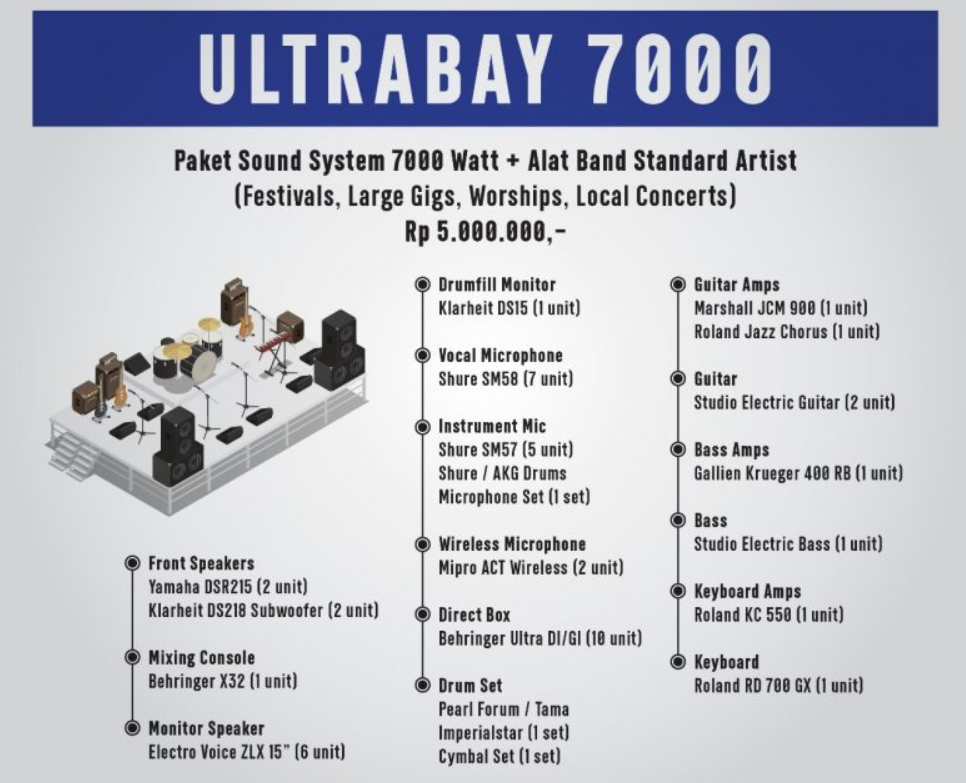 ULTRABAY 7000
Paket Sound System 7000 Watt + Alat Band Standard Artist
(Festivals, Large Gigs, Worships, Local Concerts)
Rp 5.000.000,-
Front Speakers
Yamaha DSR215 (2 unit)
Klarheit DS218 Subwoofer (2 unit)
Mixing Console
Behringer X32 (1 unit)
Monitor Speaker
Electro Voice ZLX 15" (6 unit)
Drumfill Monitor
Klarheit DS15 (1 unit)
Vocal Microphone
Shure SM58 (7 unit)
Instrument Mic
Shure SM57 (5 unit)
Shure / AKG Drums
Microphone Set (1 set)
Wireless Microphone
Mipro ACT Wireless (2 unit)
Direct Box
Behringer Ultra DI/GI (10 unit)
Drum Set
Pearl Forum / Tama
Imperialstar (1 set)
Cymbal Set (1 set)
Guitar Amps
Marshall JCM 900 (1 unit)
Roland Jazz Chorus (1 unit)
Guitar
Studio Electric Guitar (2 unit)
Bass Amps
Gallien Krueger 400 RB (1 unit)
Bass
Studio Electric Bass (1 unit)
Keyboard Amps
Roland KC 550 (1 unit)
Keyboard
Roland RD 700 GX (1 unit)